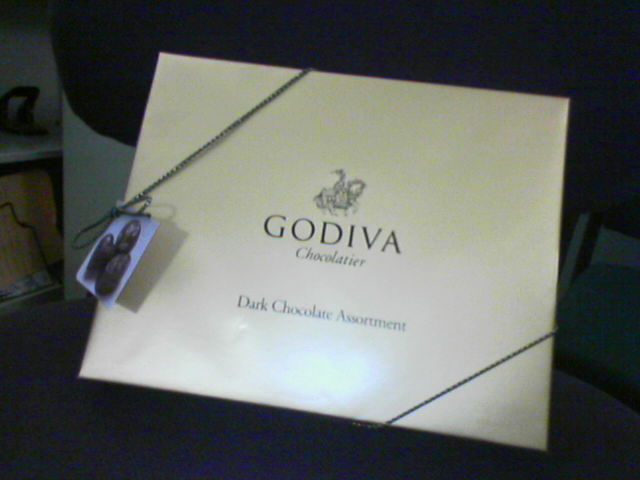 GODIVA
Chocolatier
Dark Chocolate Assortment